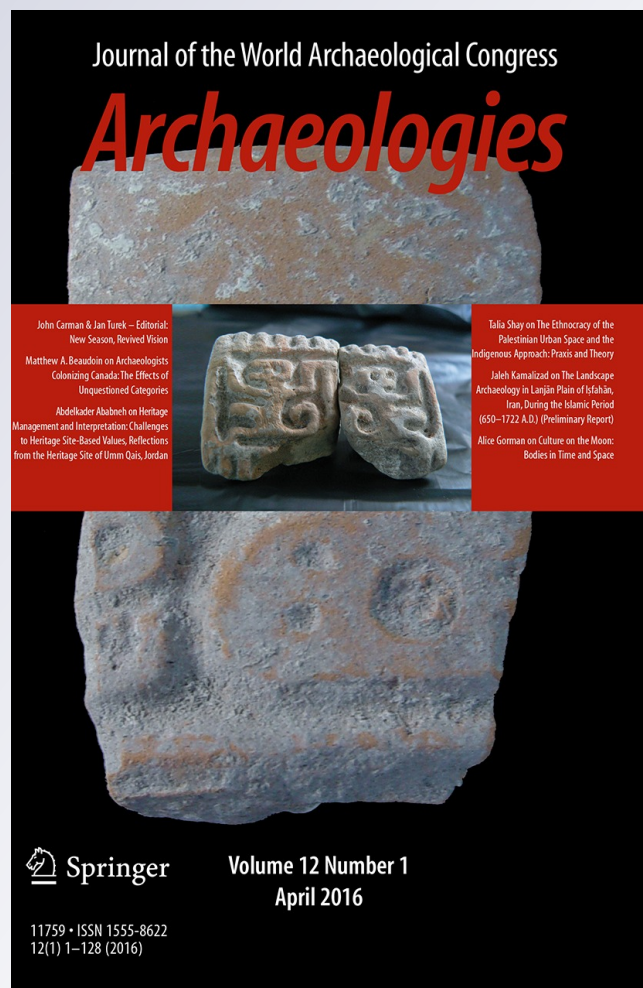 Journal of the World Archaeological Congress
Archaeologies
John Carman & Jan Turek – Editorial:
New Season, Revived Vision
Matthew A. Beaudoin on Archaeologists
Colonizing Canada: The Effects of
Unquestioned Categories
Abdelkader Ababneh on Heritage
Management and Interpretation: Challenges
to Heritage Site-Based Values, Reflections
from the Heritage Site of Umm Qais, Jordan
Talia Shay on The Ethnocracy of the
Palestinian Urban Space and the
Indigenous Approach: Praxis and Theory
Jaleh Kamalizad on The Landscape
Archaeology in Lanjān Plain of Iṣfahān,
Iran, During the Islamic Period
(650–1722 A.D.) (Preliminary Report)
Alice Gorman on Culture on the Moon:
Bodies in Time and Space
Springer
Volume 12 Number 1
April 2016
11759 • ISSN 1555-8622
12(1) 1–128 (2016)